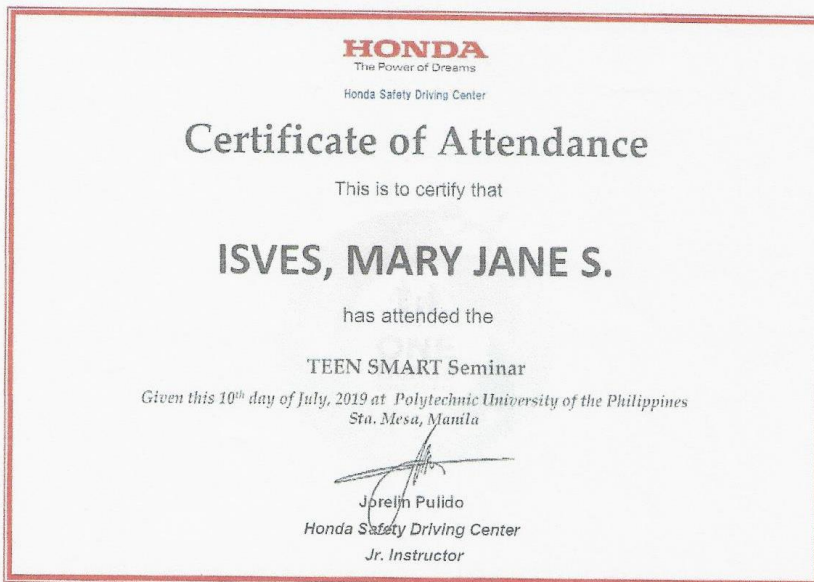 HONDA
The Power of Dreams
Honda Safety Driving Center
Certificate of Attendance
This is to certify that
ISVES, MARY JANE S.
has attended the
TEEN SMART Seminar
Given this 10th day of July, 2019 at Polytechnic University of the Philippines
Sta. Mesa, Manila
Jorelin Pulido
Honda Safety Driving Center
Jr. Instructor